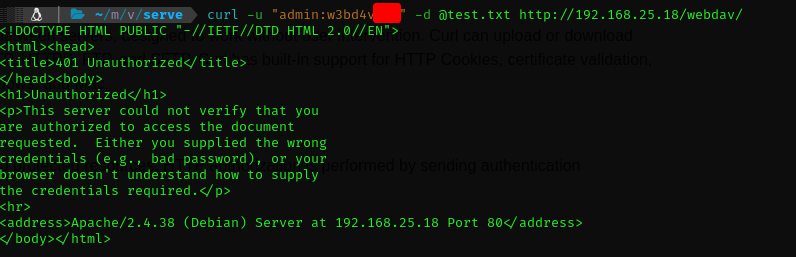 ~/m/v/serve curl -u "admin:w3bd4v" -d @test.txt http://192.168.25.18/webdav/
<!DOCTYPE HTML PUBLIC "-//IETF//DTD HTML 2.0//EN">
ion. Curl can upload or download
<html><head>
<title>401 Unauthorized</title>
s built-in support for HTTP Cookies, certificate validation,
</head><body>
<h1>Unauthorized</h1>
<p>This server could not verify that you
are authorized to access the document
requested.  Either you supplied the wrong
credentials (e.g., bad password), or your
performed by sending authentication
browser doesn't understand how to supply
the credentials required.</p>
<hr>
<address>Apache/2.4.38 (Debian) Server at 192.168.25.18 Port 80</address>
</body></html>